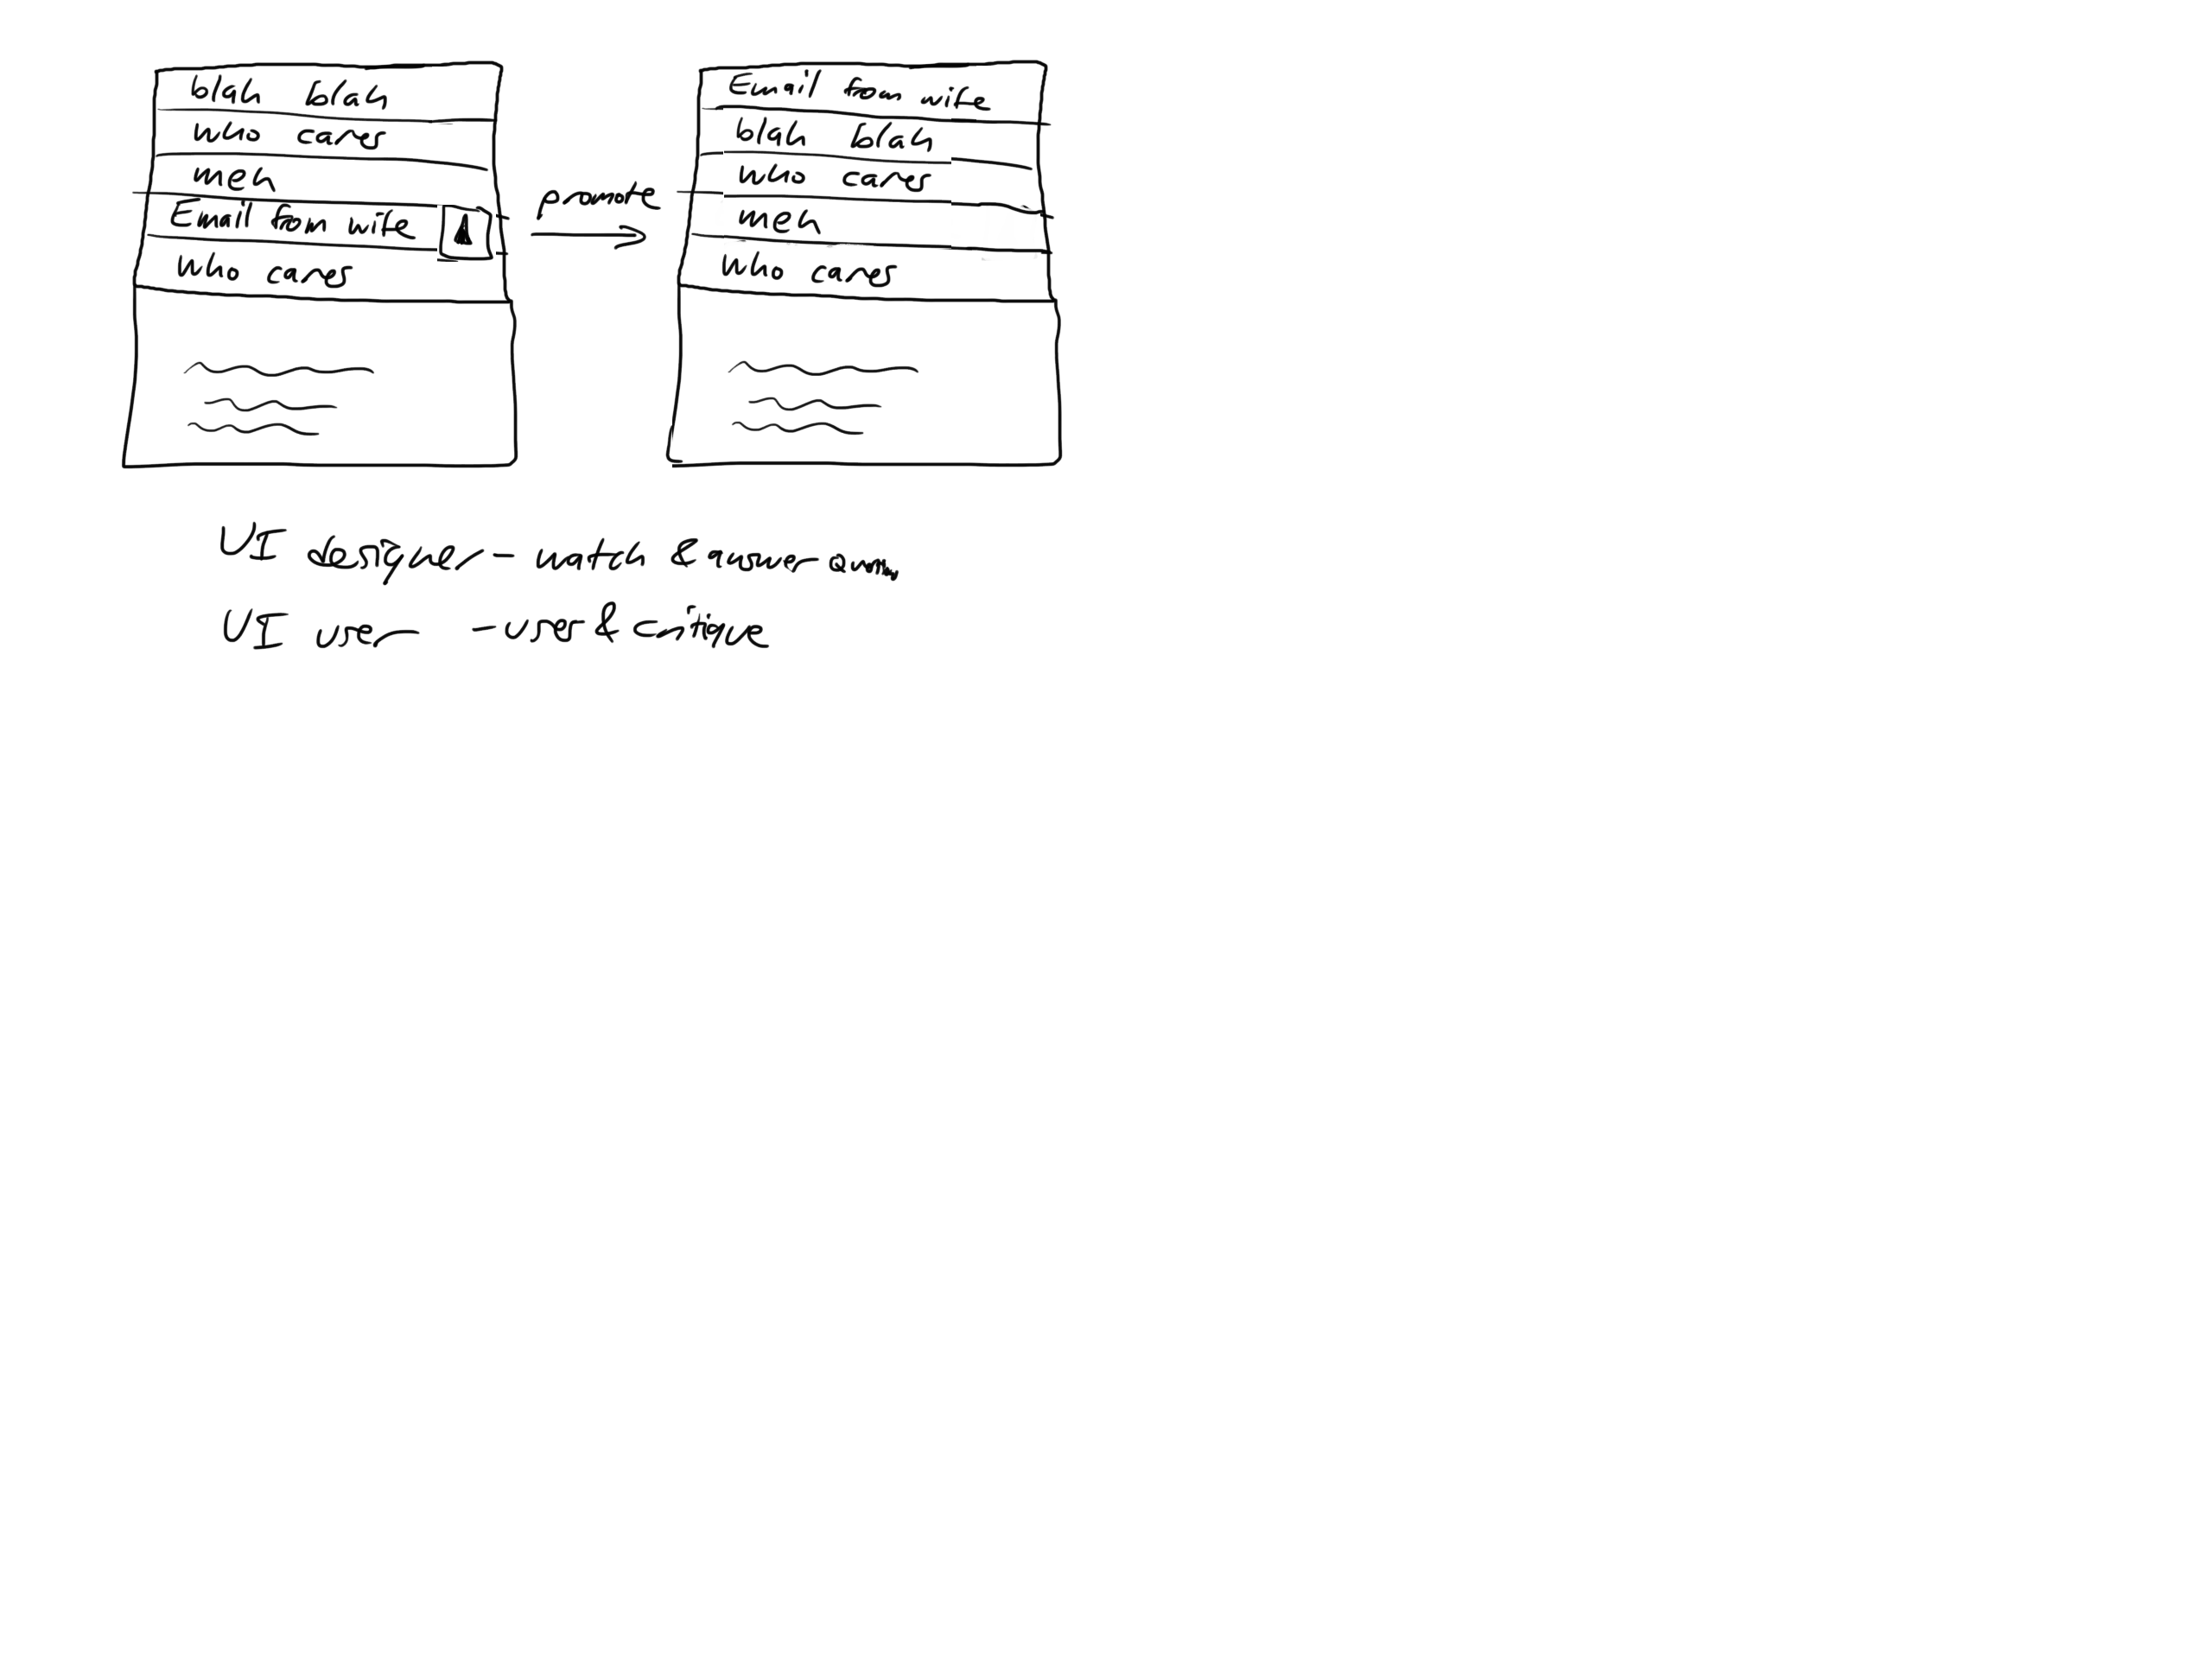 blah blah
who cares
meh
Email from wife
who cares
promote
Email from wife
blah blah
who cares
meh
who cares
UI designer - watch & answer
UI user - user & critique